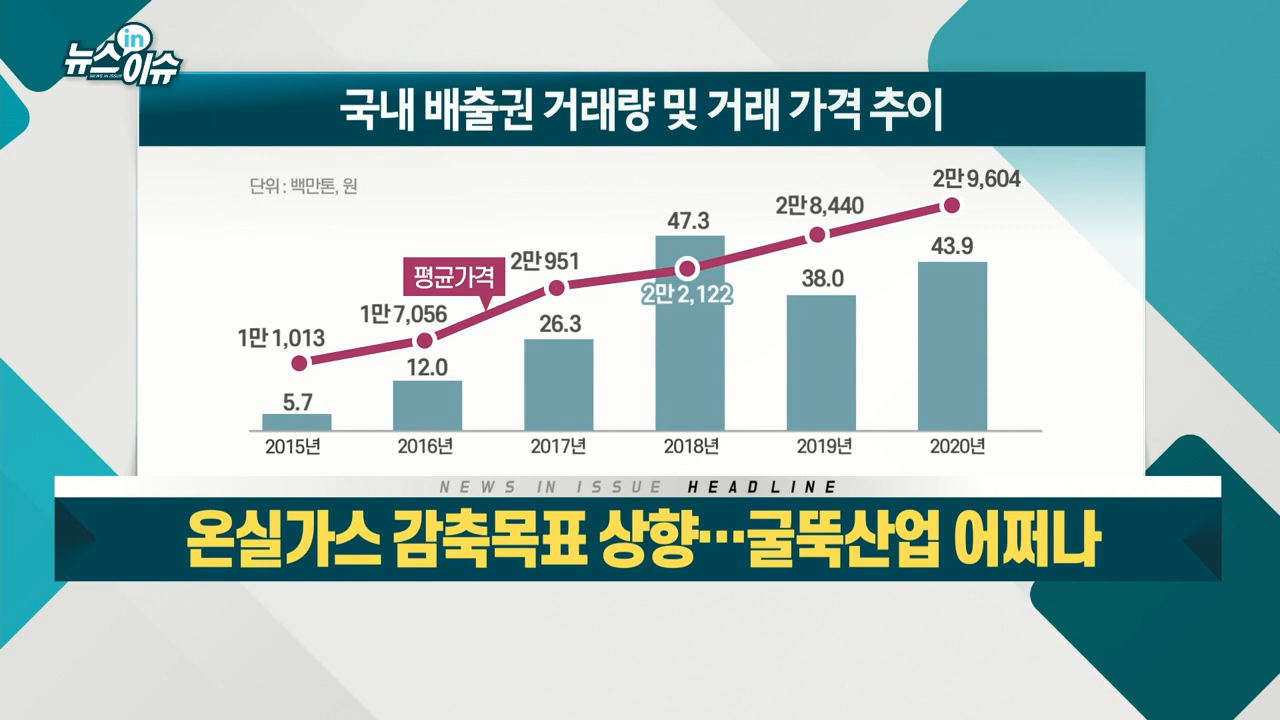 뉴스in이슈
NEWS IN ISSUE
국내 배출권 거래량 및 거래 가격 추이
단위 : 백만톤, 원
2만 9,604
2만 8,440
47.3
43.9
2만 951
평균가격
38.0
2만 2,122
1만 7,056
26.3
1만 1,013
12.0
5.7
2015년 2016년 2017년 2018년 2019년 2020년
NEWS IN ISSUE HEADLINE
온실가스 감축목표 상향…굴뚝산업 어쩌나